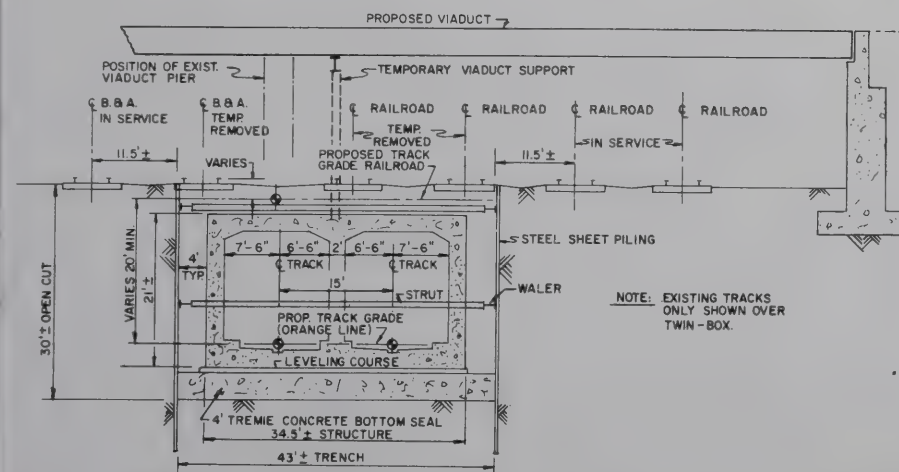 PROPOSED VIADUCT
POSITION OF EXIST.
VIADUCT PIER
TEMPORARY VIADUCT SUPPORT
℄ B.&A.
IN SERVICE
℄ B.&A.
TEMP.
REMOVED
℄ RAILROAD
℄ RAILROAD
℄ RAILROAD
℄ RAILROAD
TEMP.
REMOVED
IN SERVICE
11.5'±
VARIES
PROPOSED TRACK
GRADE RAILROAD
11.5'±
30'± OPEN CUT
VARIES 20' MIN.
21'±
4'
TYP.
7'-6"
6'-6"
2'
6'-6"
7'-6"
℄ TRACK
℄ TRACK
15'
STRUT
STEEL SHEET PILING
WALER
PROP. TRACK GRADE
(ORANGE LINE)
LEVELING COURSE
NOTE: EXISTING TRACKS
ONLY SHOWN OVER
TWIN-BOX.
4' TREMIE CONCRETE BOTTOM SEAL
34.5'± STRUCTURE
43'± TRENCH